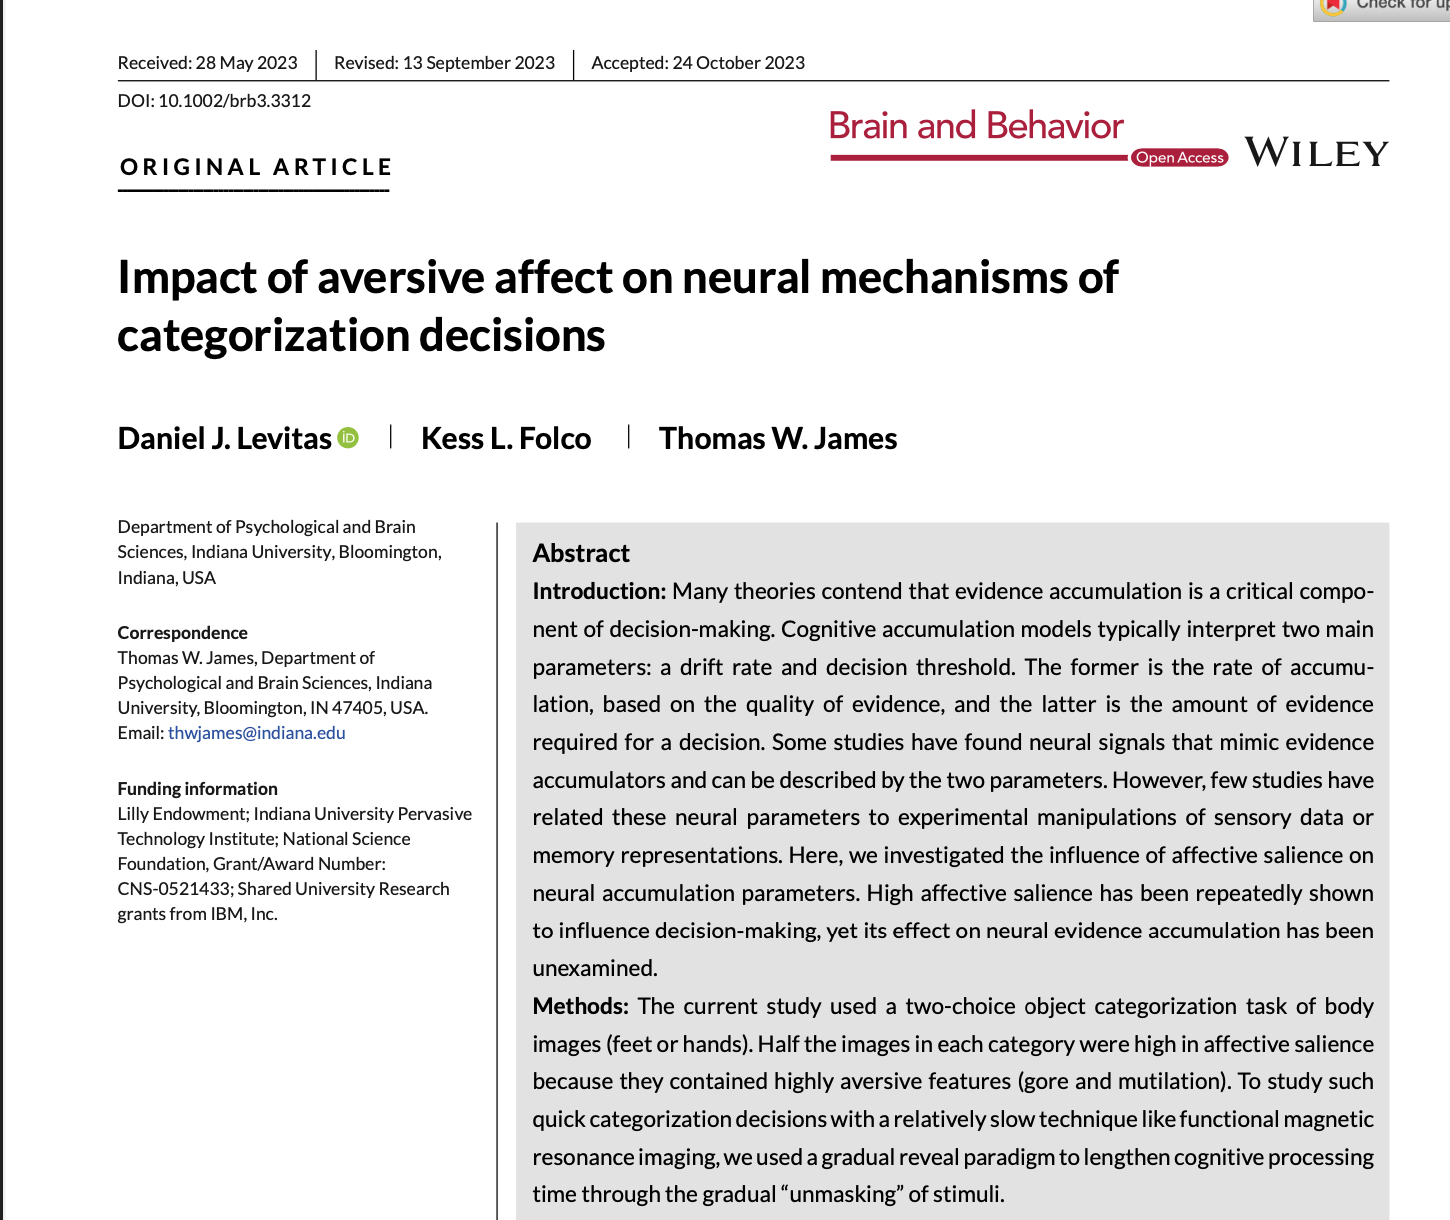 Check for up
Received: 28 May 2023 | Revised: 13 September 2023 | Accepted: 24 October 2023
DOI: 10.1002/brb3.3312
Brain and Behavior
Open Access
WILEY
ORIGINAL ARTICLE
Impact of aversive affect on neural mechanisms of
categorization decisions
Daniel J. Levitas iD | Kess L. Folco | Thomas W. James
Department of Psychological and Brain
Sciences, Indiana University, Bloomington,
Indiana, USA
Correspondence
Thomas W. James, Department of
Psychological and Brain Sciences, Indiana
University, Bloomington, IN 47405, USA.
Email: thwjames@indiana.edu
Funding information
Lilly Endowment; Indiana University Pervasive
Technology Institute; National Science
Foundation, Grant/Award Number:
CNS-0521433; Shared University Research
grants from IBM, Inc.
Abstract
Introduction: Many theories contend that evidence accumulation is a critical compo-
nent of decision-making. Cognitive accumulation models typically interpret two main
parameters: a drift rate and decision threshold. The former is the rate of accumu-
lation, based on the quality of evidence, and the latter is the amount of evidence
required for a decision. Some studies have found neural signals that mimic evidence
accumulators and can be described by the two parameters. However, few studies have
related these neural parameters to experimental manipulations of sensory data or
memory representations. Here, we investigated the influence of affective salience on
neural accumulation parameters. High affective salience has been repeatedly shown
to influence decision-making, yet its effect on neural evidence accumulation has been
unexamined.
Methods: The current study used a two-choice object categorization task of body
images (feet or hands). Half the images in each category were high in affective salience
because they contained highly aversive features (gore and mutilation). To study such
quick categorization decisions with a relatively slow technique like functional magnetic
resonance imaging, we used a gradual reveal paradigm to lengthen cognitive processing
time through the gradual “unmasking” of stimuli.